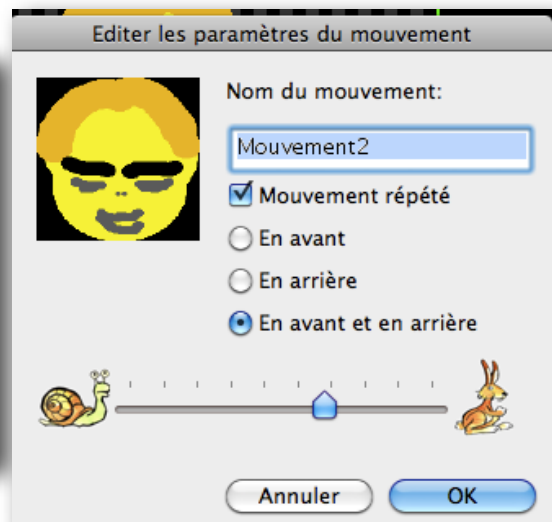 Editer les paramètres du mouvement
Nom du mouvement:
Mouvement2
Mouvement répété
En avant
En arrière
En avant et en arrière
Annuler
OK